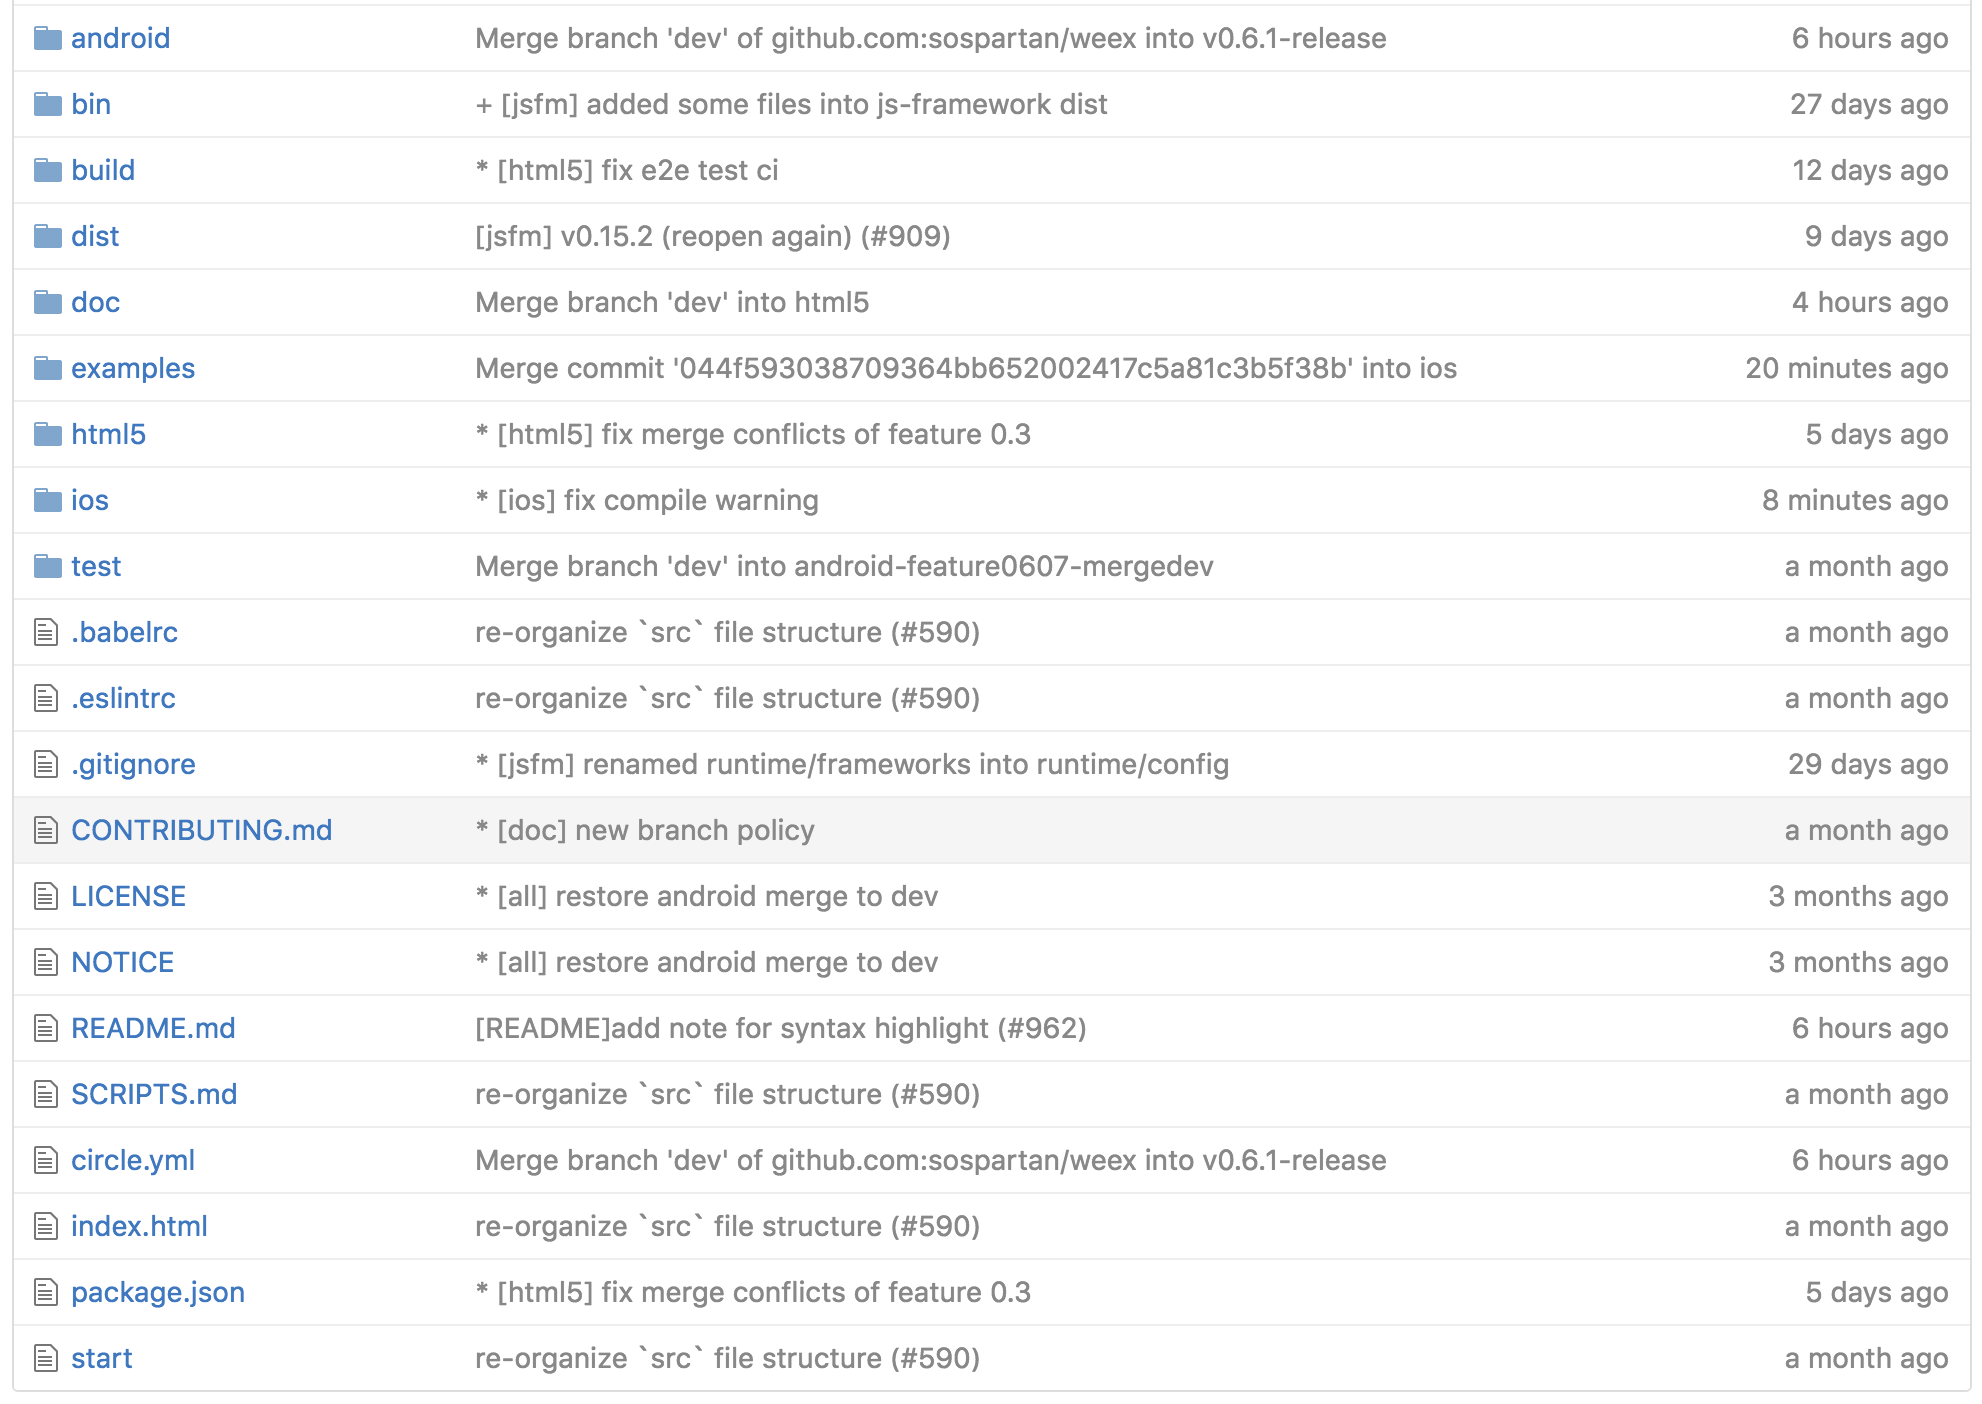 android Merge branch 'dev' of github.com:sospartan/weex into v0.6.1-release 6 hours ago
bin + [jsfm] added some files into js-framework dist 27 days ago
build * [html5] fix e2e test ci 12 days ago
dist [jsfm] v0.15.2 (reopen again) (#909) 9 days ago
doc Merge branch 'dev' into html5 4 hours ago
examples Merge commit '044f593038709364bb652002417c5a81c3b5f38b' into ios 20 minutes ago
html5 * [html5] fix merge conflicts of feature 0.3 5 days ago
ios * [ios] fix compile warning 8 minutes ago
test Merge branch 'dev' into android-feature0607-mergedev a month ago
.babelrc re-organize `src` file structure (#590) a month ago
.eslintrc re-organize `src` file structure (#590) a month ago
.gitignore * [jsfm] renamed runtime/frameworks into runtime/config 29 days ago
CONTRIBUTING.md * [doc] new branch policy a month ago
LICENSE * [all] restore android merge to dev 3 months ago
NOTICE * [all] restore android merge to dev 3 months ago
README.md [README]add note for syntax highlight (#962) 6 hours ago
SCRIPTS.md re-organize `src` file structure (#590) a month ago
circle.yml Merge branch 'dev' of github.com:sospartan/weex into v0.6.1-release 6 hours ago
index.html re-organize `src` file structure (#590) a month ago
package.json * [html5] fix merge conflicts of feature 0.3 5 days ago
start re-organize `src` file structure (#590) a month ago